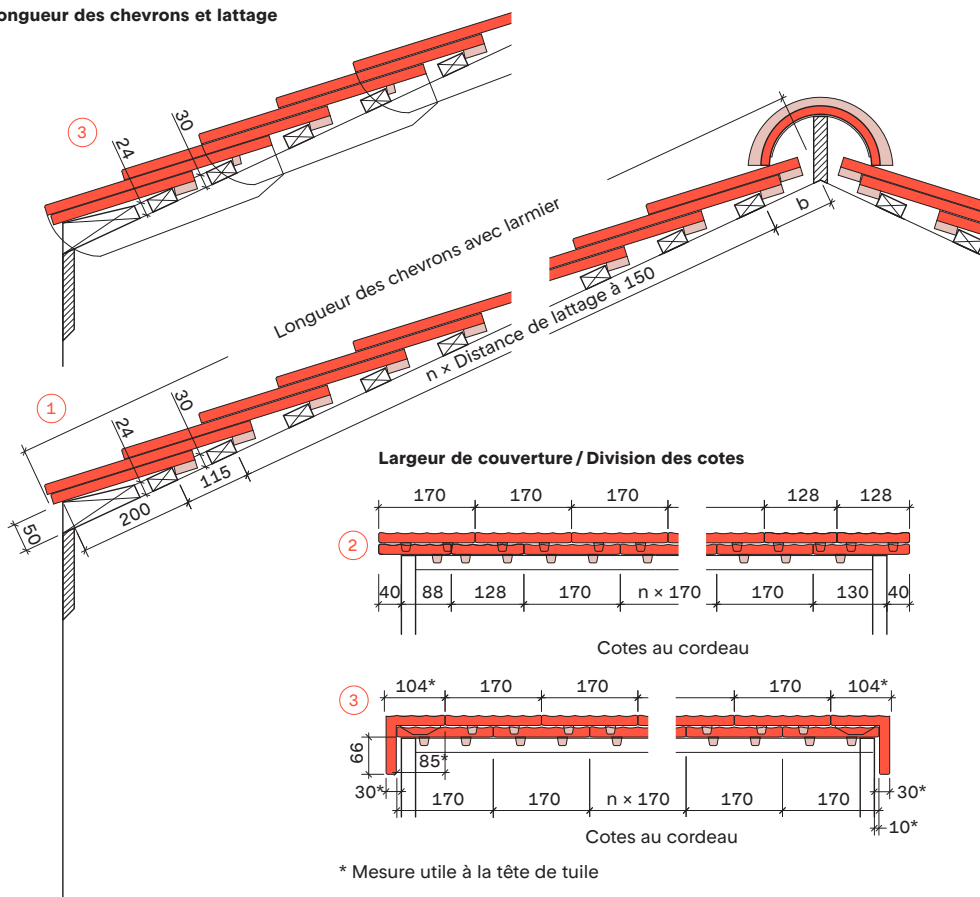 ongueur des chevrons et lattage
3
24
30
Longueur des chevrons avec larmier
b
n × Distance de lattage à 150
1
24
30
50
200
115
Largeur de couverture / Division des cotes
170 170 170 128 128
2
40 88 128 170 n × 170 170 130 40
Cotes au cordeau
3
104* 170 170 170 104*
66
85*
30* 30*
170 170 n × 170 170 170
10*
Cotes au cordeau
* Mesure utile à la tête de tuile